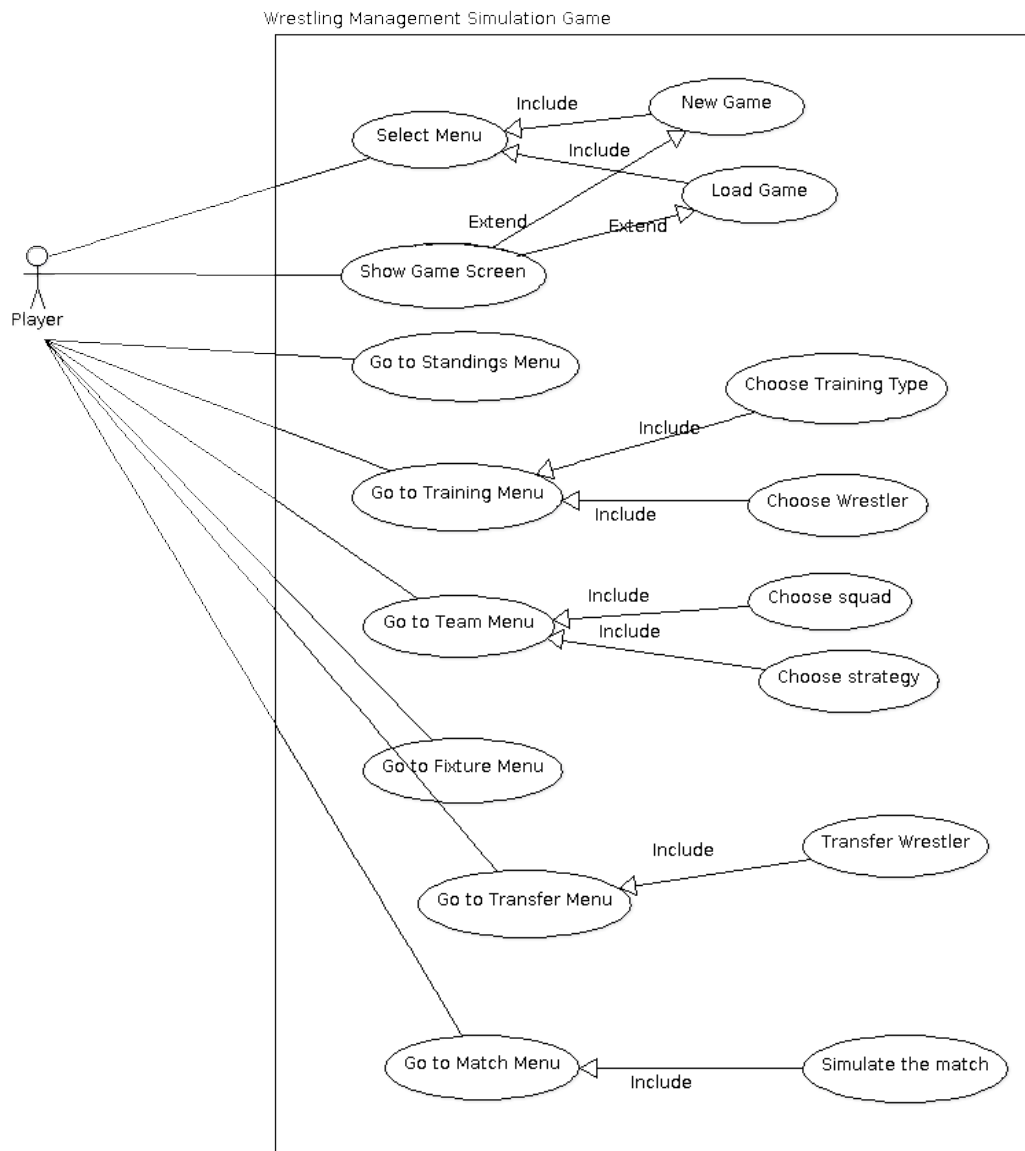 Wrestling Management Simulation Game
New Game
Include
Select Menu
Include
Load Game
Extend
Extend
Show Game Screen
Player
Go to Standings Menu
Choose Training Type
Include
Go to Training Menu
Choose Wrestler
Include
Choose squad
Include
Go to Team Menu
Include
Choose strategy
Go to Fixture Menu
Transfer Wrestler
Include
Go to Transfer Menu
Go to Match Menu
Simulate the match
Include